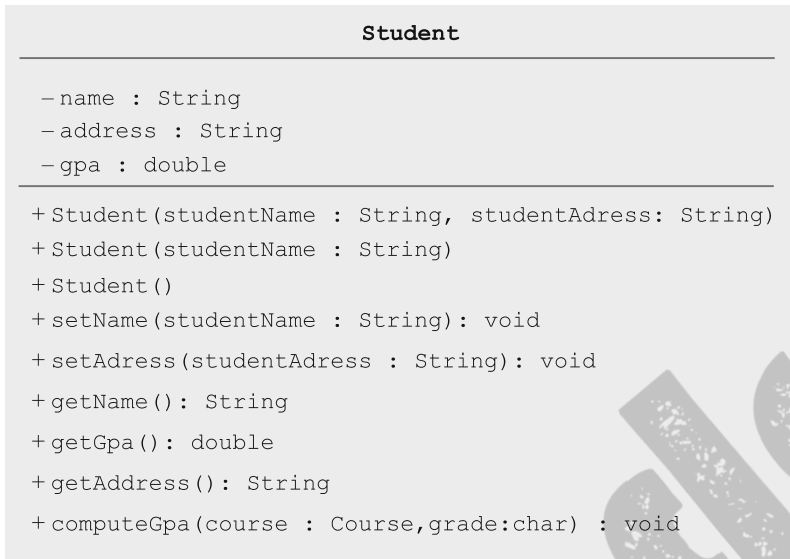 Student
–name : String
–address : String
–gpa : double
+Student(studentName : String, studentAdress: String)
+Student(studentName : String)
+Student()
+setName(studentName : String): void
+setAdress(studentAdress : String): void
+getName(): String
+getGpa(): double
+getAddress(): String
+computeGpa(course : Course,grade:char) : void